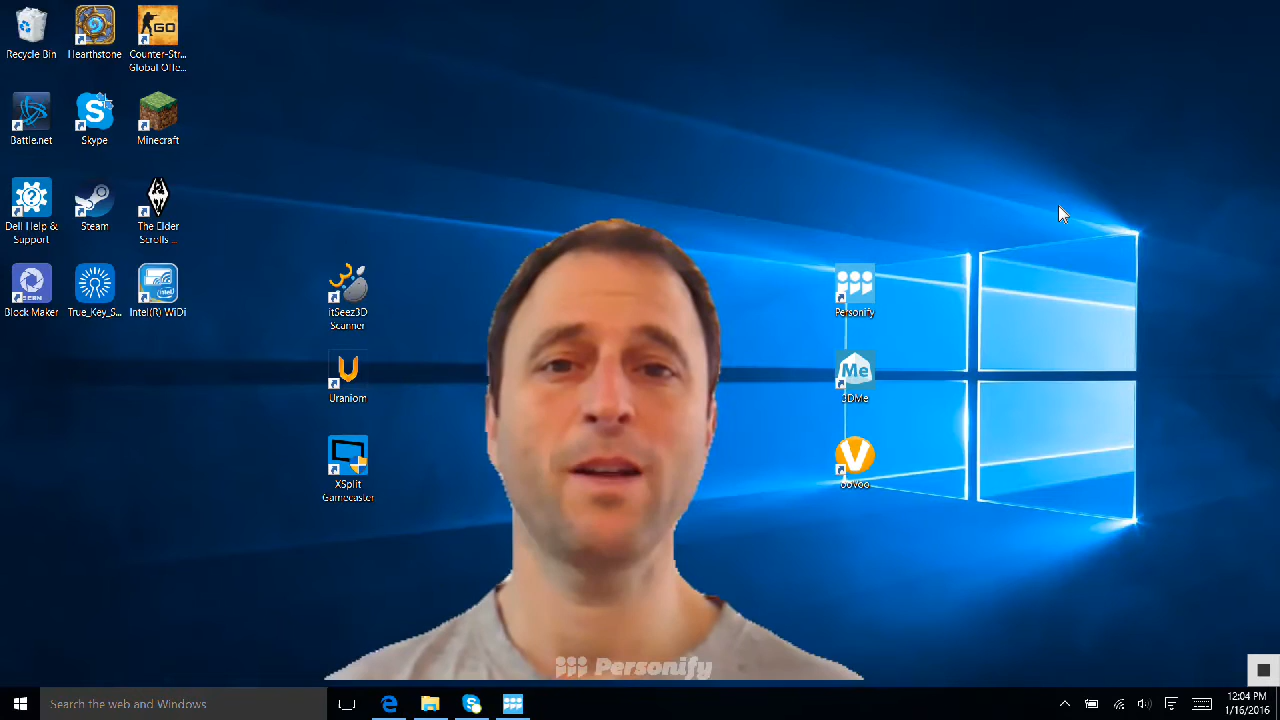 Recycle Bin
Hearthstone
Counter-Str...
Global Offe...
Battle.net
Skype
Minecraft
Dell Help &
Support
Steam
The Elder
Scrolls ...
Block Maker
True_Key_S...
Intel(R) WiDi
itSeez3D
Scanner
Uraniom
XSplit
Gamecaster
Personify
Me
3DMe
ooVoo
Personify
Search the web and Windows
12:04 PM
1/16/2016